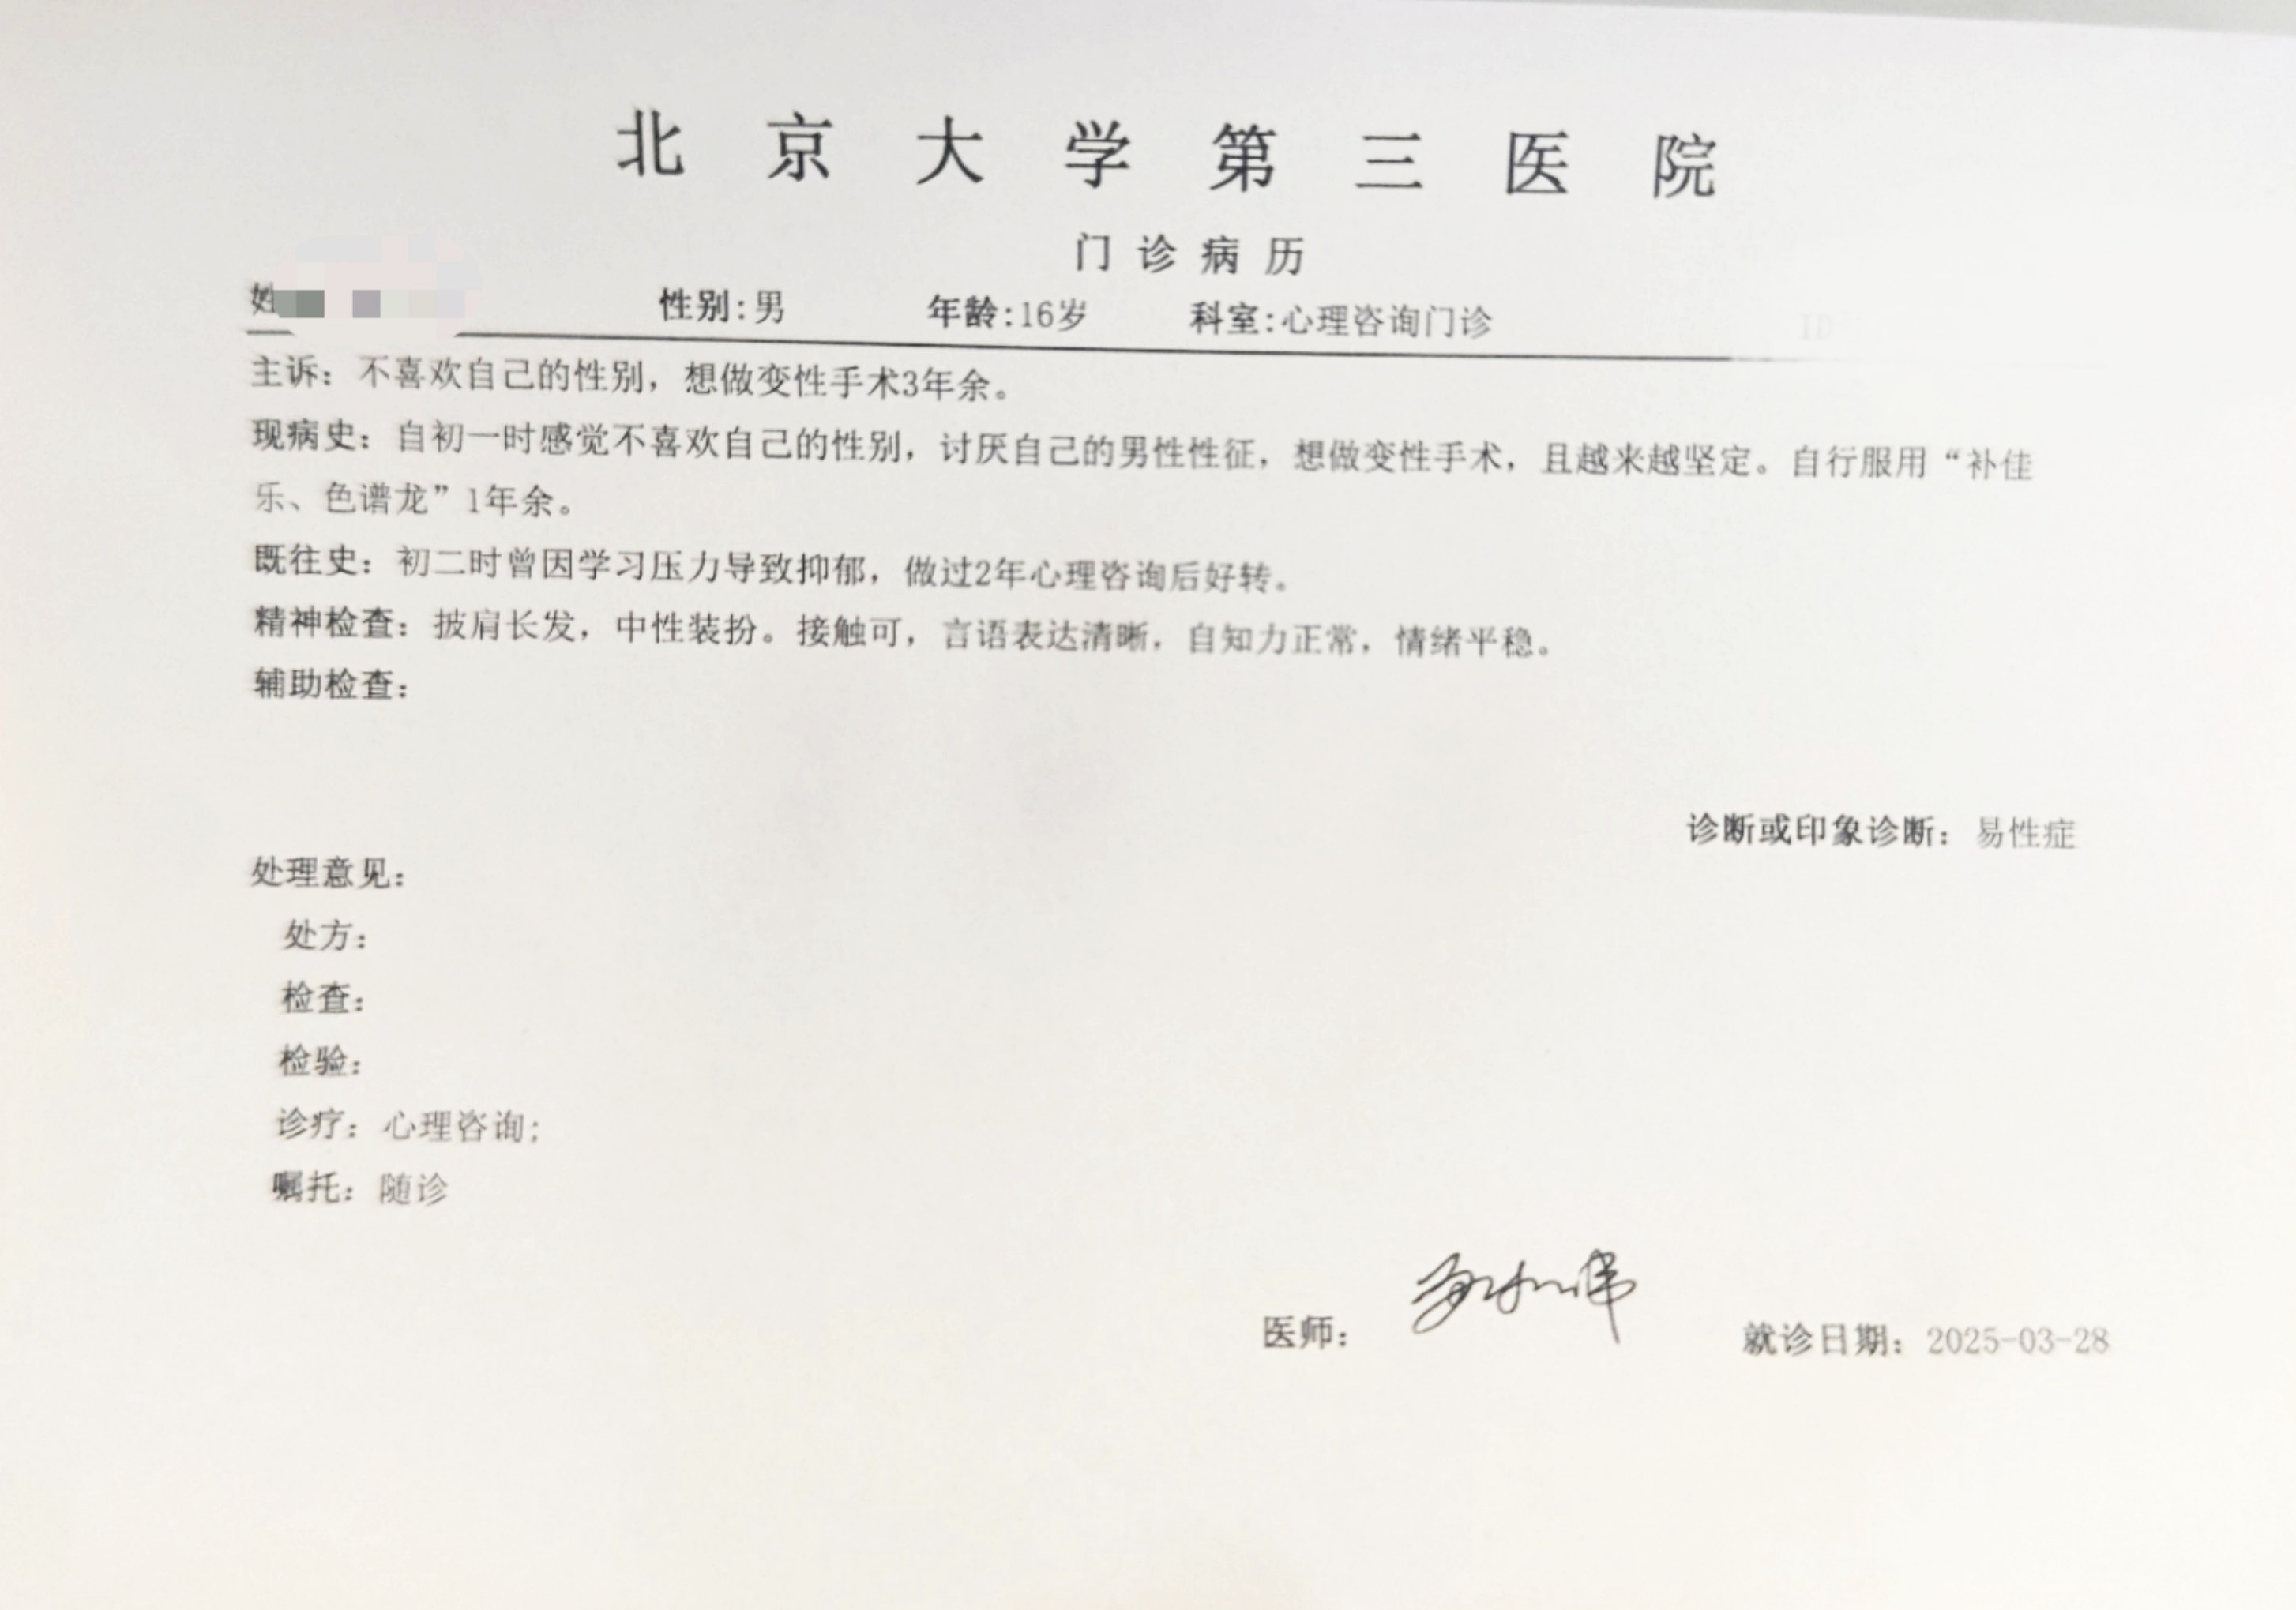 北京大学第三医院
门诊病历
性别:男 年龄:16岁 科室:心理咨询门诊 ID
主诉：不喜欢自己的性别，想做变性手术3年余。
现病史：自初一时感觉不喜欢自己的性别，讨厌自己的男性性征，想做变性手术，且越来越坚定。自行服用“补佳
乐、色谱龙”1年余。
既往史：初二时曾因学习压力导致抑郁，做过2年心理咨询后好转。
精神检查：披肩长发，中性装扮。接触可，言语表达清晰，自知力正常，情绪平稳。
辅助检查：
诊断或印象诊断：易性症
处理意见：
处方：
检查：
检验：
诊疗：心理咨询;
嘱托：随诊
医师： 就诊日期：2025-03-28